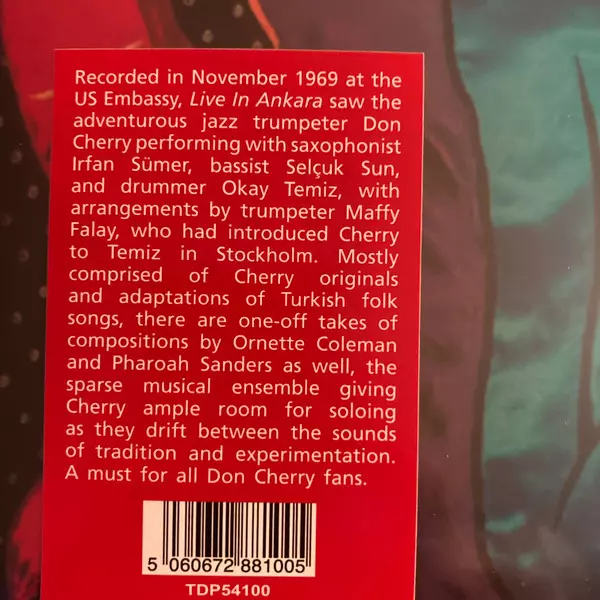 Recorded in November 1969 at the
US Embassy, Live In Ankara saw the
adventurous jazz trumpeter Don
Cherry performing with saxophonist
Irfan Sümer, bassist Selçuk Sun,
and drummer Okay Temiz, with
arrangements by trumpeter Maffy
Falay, who had introduced Cherry
to Temiz in Stockholm. Mostly
comprised of Cherry originals
and adaptations of Turkish folk
songs, there are one-off takes of
compositions by Ornette Coleman
and Pharoah Sanders as well, the
sparse musical ensemble giving
Cherry ample room for soloing
as they drift between the sounds
of tradition and experimentation.
A must for all Don Cherry fans.
5 060672 881005
TDP54100